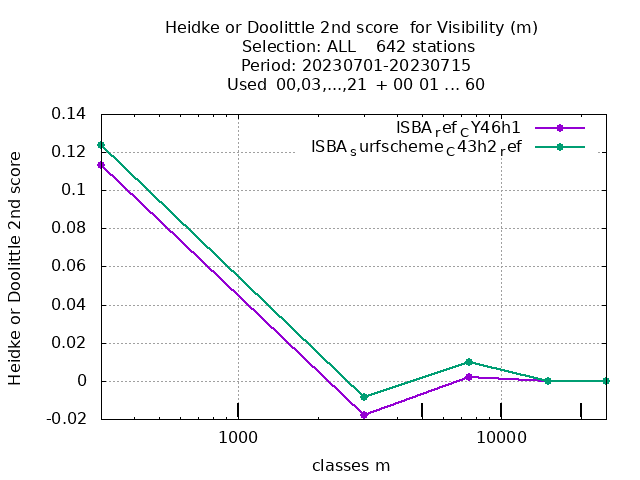 Heidke or Doolittle 2nd score  for Visibility (m)
Selection: ALL    642 stations
Period: 20230701-20230715
Used  00,03,...,21  + 00 01 ... 60
ISBA_ref_CY46h1
ISBA_surfscheme_C43h2_ref
Heidke or Doolittle 2nd score
0.14
0.12
0.1
0.08
0.06
0.04
0.02
0
-0.02
1000
10000
classes m